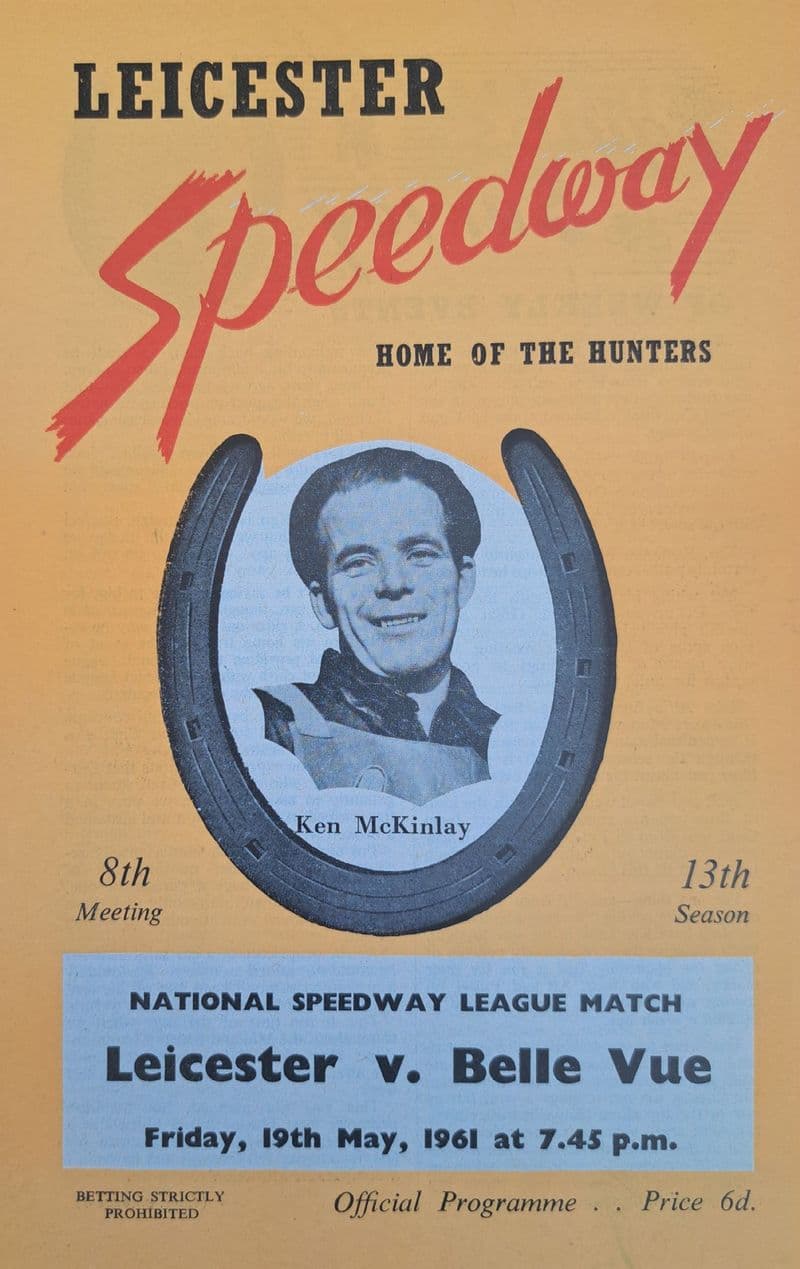 LEICESTER
Speedway
HOME OF THE HUNTERS
Ken McKinlay
8th
Meeting
13th
Season
NATIONAL SPEEDWAY LEAGUE MATCH
Leicester v. Belle Vue
Friday, 19th May, 1961 at 7.45 p.m.
BETTING STRICTLY
PROHIBITED
Official Programme . . Price 6d.